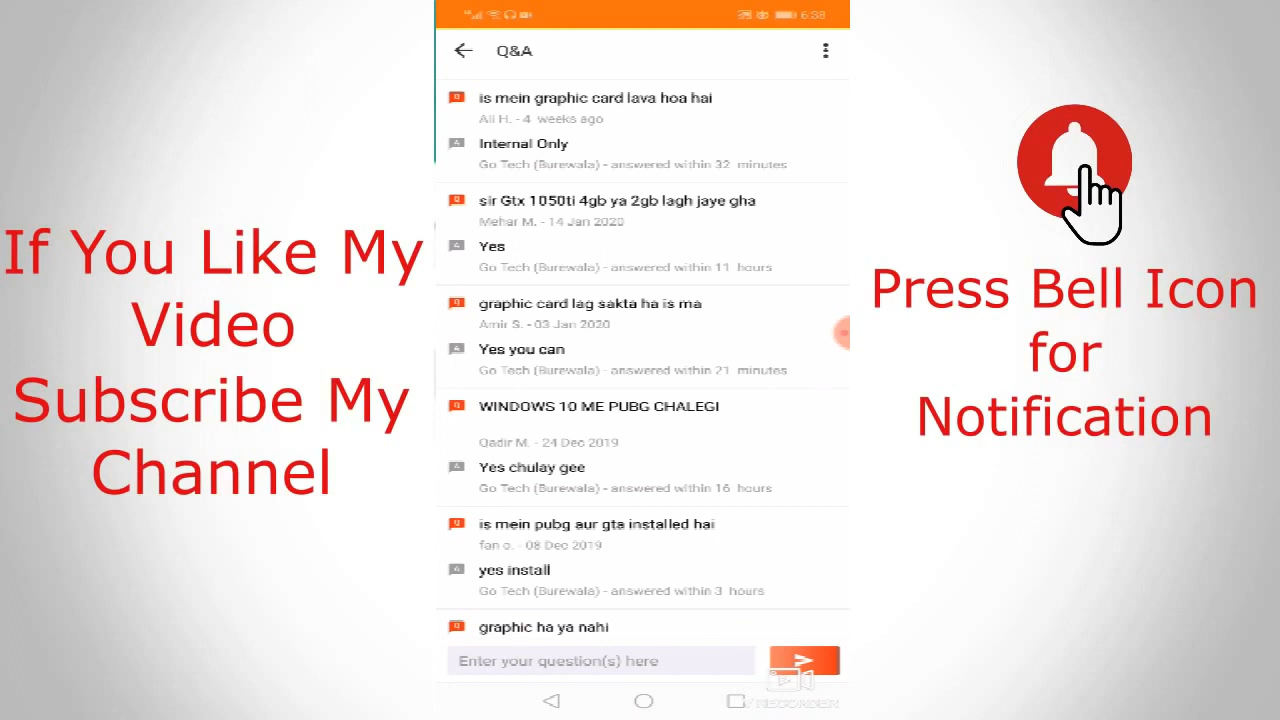 If You Like My
Video
Subscribe My
Channel
6:38
Q&A
Q
is mein graphic card lava hoa hai
Ali H. - 4 weeks ago
A
Internal Only
Go Tech (Burewala) - answered within 32 minutes
Q
sir Gtx 1050ti 4gb ya 2gb lagh jaye gha
Mehar M. - 14 Jan 2020
A
Yes
Go Tech (Burewala) - answered within 11 hours
Q
graphic card lag sakta ha is ma
Amir S. - 03 Jan 2020
A
Yes you can
Go Tech (Burewala) - answered within 21 minutes
Q
WINDOWS 10 ME PUBG CHALEGI
Qadir M. - 24 Dec 2019
A
Yes chulay gee
Go Tech (Burewala) - answered within 16 hours
Q
is mein pubg aur gta installed hai
fan o. - 08 Dec 2019
A
yes install
Go Tech (Burewala) - answered within 3 hours
Q
graphic ha ya nahi
Enter your question(s) here
RECORDER
Press Bell Icon
for
Notification